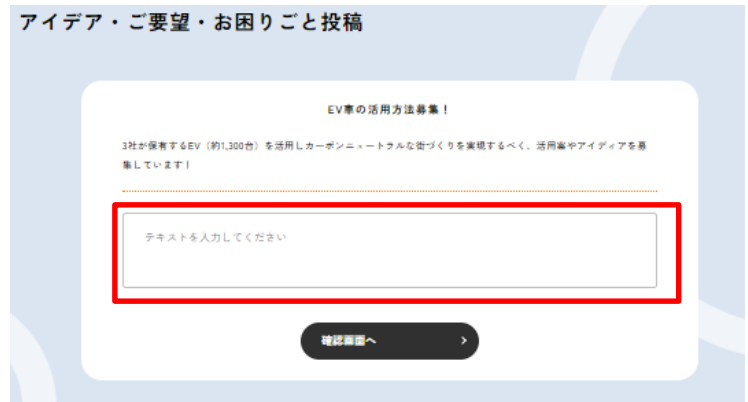 アイデア・ご要望・お困りごと投稿
EV車の活用方法募集！
3社が保有するEV（約1,300台）を活用しカーボンニュートラルな街づくりを実現するべく、活用案やアイディアを募
集しています！
テキストを入力してください
確認画面へ